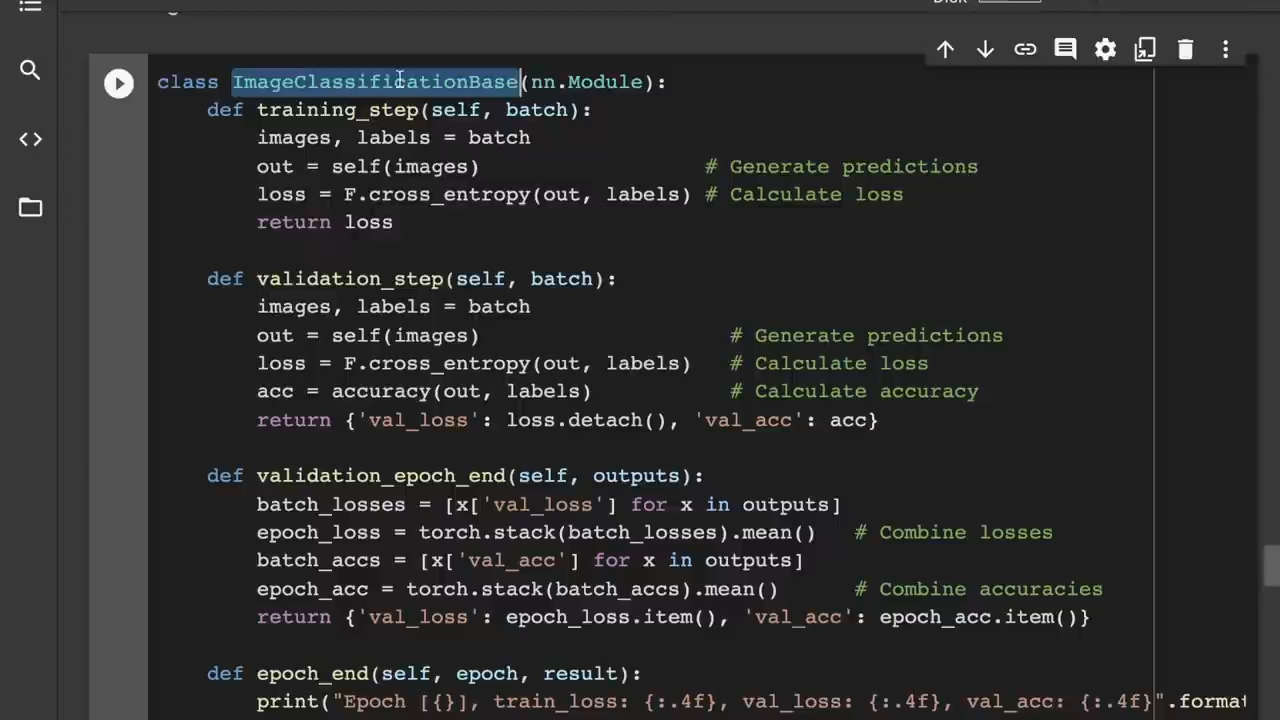 class ImageClassificationBase(nn.Module):
    def training_step(self, batch):
        images, labels = batch
        out = self(images)                  # Generate predictions
        loss = F.cross_entropy(out, labels) # Calculate loss
        return loss

    def validation_step(self, batch):
        images, labels = batch
        out = self(images)                    # Generate predictions
        loss = F.cross_entropy(out, labels)   # Calculate loss
        acc = accuracy(out, labels)           # Calculate accuracy
        return {'val_loss': loss.detach(), 'val_acc': acc}

    def validation_epoch_end(self, outputs):
        batch_losses = [x['val_loss'] for x in outputs]
        epoch_loss = torch.stack(batch_losses).mean()   # Combine losses
        batch_accs = [x['val_acc'] for x in outputs]
        epoch_acc = torch.stack(batch_accs).mean()      # Combine accuracies
        return {'val_loss': epoch_loss.item(), 'val_acc': epoch_acc.item()}

    def epoch_end(self, epoch, result):
        print("Epoch [{}], train_loss: {:.4f}, val_loss: {:.4f}, val_acc: {:.4f}".format